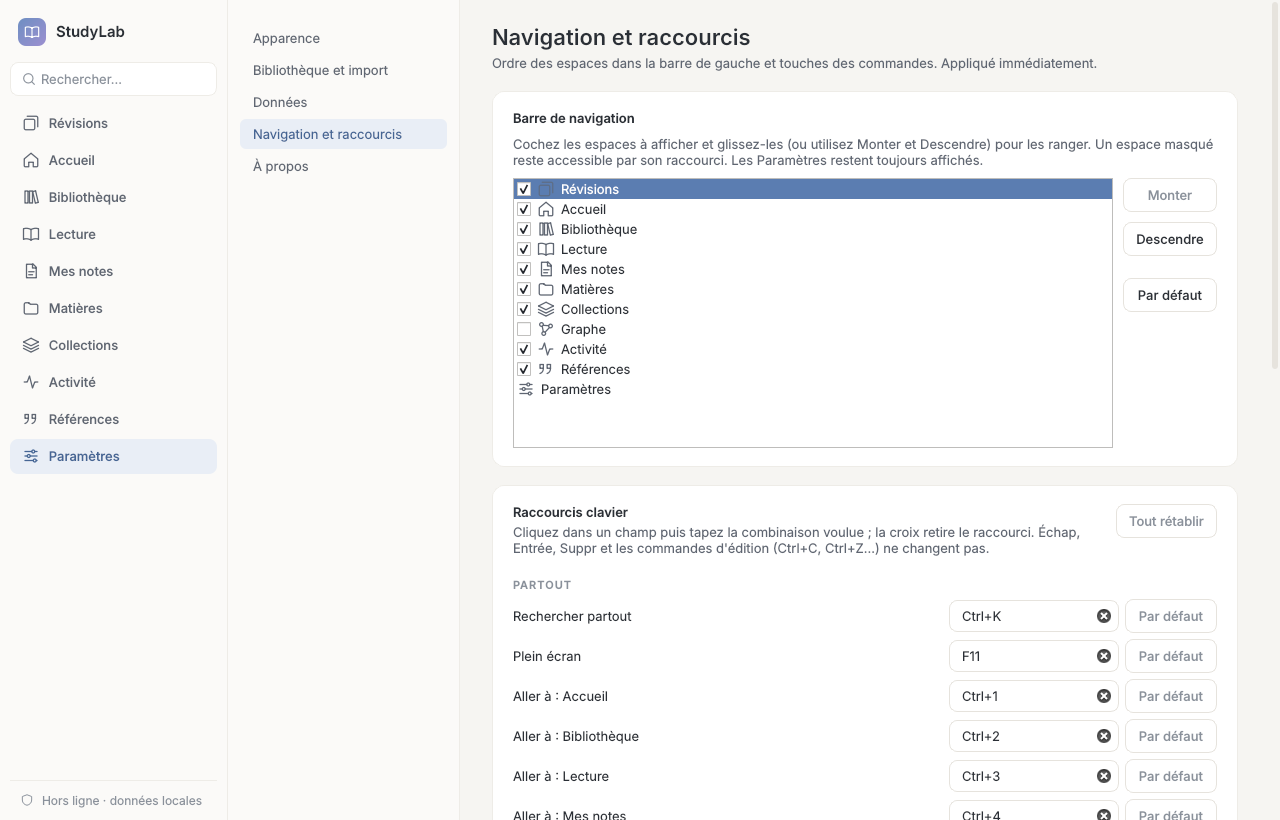 StudyLab
Rechercher...
Révisions
Accueil
Bibliothèque
Lecture
Mes notes
Matières
Collections
Activité
Références
Paramètres
Hors ligne · données locales
Apparence
Bibliothèque et import
Données
Navigation et raccourcis
À propos
Navigation et raccourcis
Ordre des espaces dans la barre de gauche et touches des commandes. Appliqué immédiatement.
Barre de navigation
Cochez les espaces à afficher et glissez-les (ou utilisez Monter et Descendre) pour les ranger. Un espace masqué
reste accessible par son raccourci. Les Paramètres restent toujours affichés.
Révisions
Accueil
Bibliothèque
Lecture
Mes notes
Matières
Collections
Graphe
Activité
Références
Paramètres
Monter
Descendre
Par défaut
Raccourcis clavier
Cliquez dans un champ puis tapez la combinaison voulue ; la croix retire le raccourci. Échap,
Entrée, Suppr et les commandes d'édition (Ctrl+C, Ctrl+Z...) ne changent pas.
Tout rétablir
PARTOUT
Rechercher partout Ctrl+K Par défaut
Plein écran F11 Par défaut
Aller à : Accueil Ctrl+1 Par défaut
Aller à : Bibliothèque Ctrl+2 Par défaut
Aller à : Lecture Ctrl+3 Par défaut
Aller à : Mes notes Ctrl+4 Par défaut